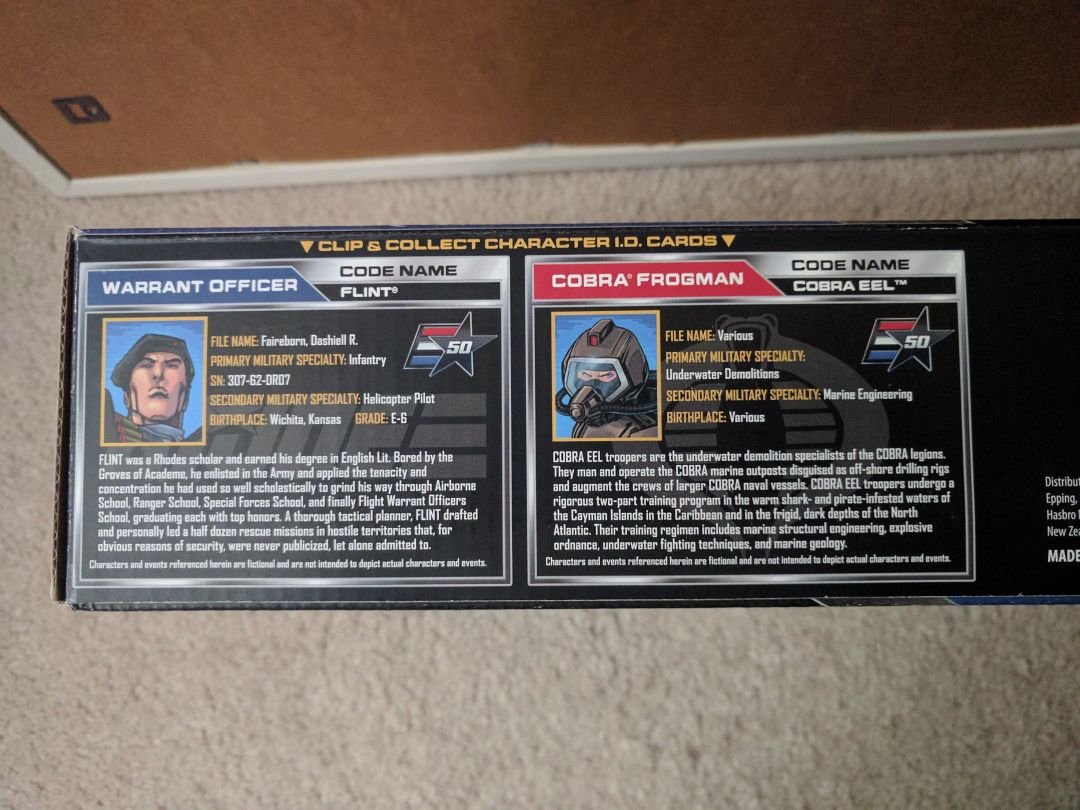 ▼ CLIP & COLLECT CHARACTER I.D. CARDS ▼
WARRANT OFFICER
CODE NAME
FLINT®
FILE NAME: Faireborn, Dashiell R.
PRIMARY MILITARY SPECIALTY: Infantry
SN: 307-62-DR07
SECONDARY MILITARY SPECIALTY: Helicopter Pilot
BIRTHPLACE: Wichita, Kansas GRADE: E-6
50
FLINT was a Rhodes scholar and earned his degree in English Lit. Bored by the
Groves of Academe, he enlisted in the Army and applied the tenacity and
concentration he had used so well scholastically to grind his way through Airborne
School, Ranger School, Special Forces School, and finally Flight Warrant Officers
School, graduating each with top honors. A thorough tactical planner, FLINT drafted
and personally led a half dozen rescue missions in hostile territories that, for
obvious reasons of security, were never publicized, let alone admitted to.
Characters and events referenced herein are fictional and are not intended to depict actual characters and events.
COBRA® FROGMAN
CODE NAME
COBRA EEL™
FILE NAME: Various
PRIMARY MILITARY SPECIALTY:
Underwater Demolitions
SECONDARY MILITARY SPECIALTY: Marine Engineering
BIRTHPLACE: Various
50
COBRA EEL troopers are the underwater demolition specialists of the COBRA legions.
They man and operate the COBRA marine outposts disguised as off-shore drilling rigs
and augment the crews of larger COBRA naval vessels. COBRA EEL troopers undergo a
rigorous two-part training program in the warm shark- and pirate-infested waters of
the Cayman Islands in the Caribbean and in the frigid, dark depths of the North
Atlantic. Their training regimen includes marine structural engineering, explosive
ordnance, underwater fighting techniques, and marine geology.
Characters and events referenced herein are fictional and are not intended to depict actual characters and events.
Distribut
Epping,
Hasbro
New Zea
MADE